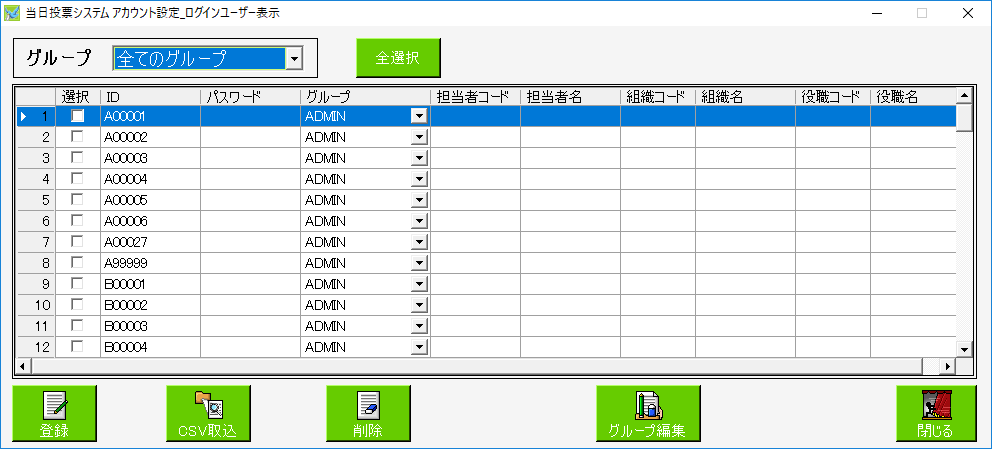 当日投票システム アカウント設定_ログインユーザー表示
グループ 全てのグループ 全選択
選択 ID パスワード グループ 担当者コード 担当者名 組織コード 組織名 役職コード 役職名
1 A00001 ADMIN
2 A00002 ADMIN
3 A00003 ADMIN
4 A00004 ADMIN
5 A00005 ADMIN
6 A00006 ADMIN
7 A00027 ADMIN
8 A99999 ADMIN
9 B00001 ADMIN
10 B00002 ADMIN
11 B00003 ADMIN
12 B00004 ADMIN
登録 CSV取込 削除 グループ編集 閉じる